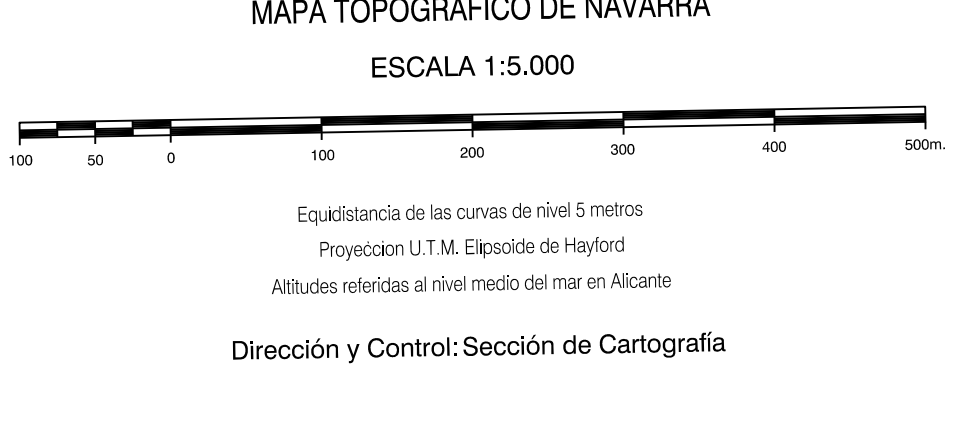 MAPA TOPOGRAFICO DE NAVARRA
ESCALA 1:5.000
100 50 0 100 200 300 400 500m.
Equidistancia de las curvas de nivel 5 metros
Proyeccion U.T.M. Elipsoide de Hayford
Altitudes referidas al nivel medio del mar en Alicante
Dirección y Control: Sección de Cartografía